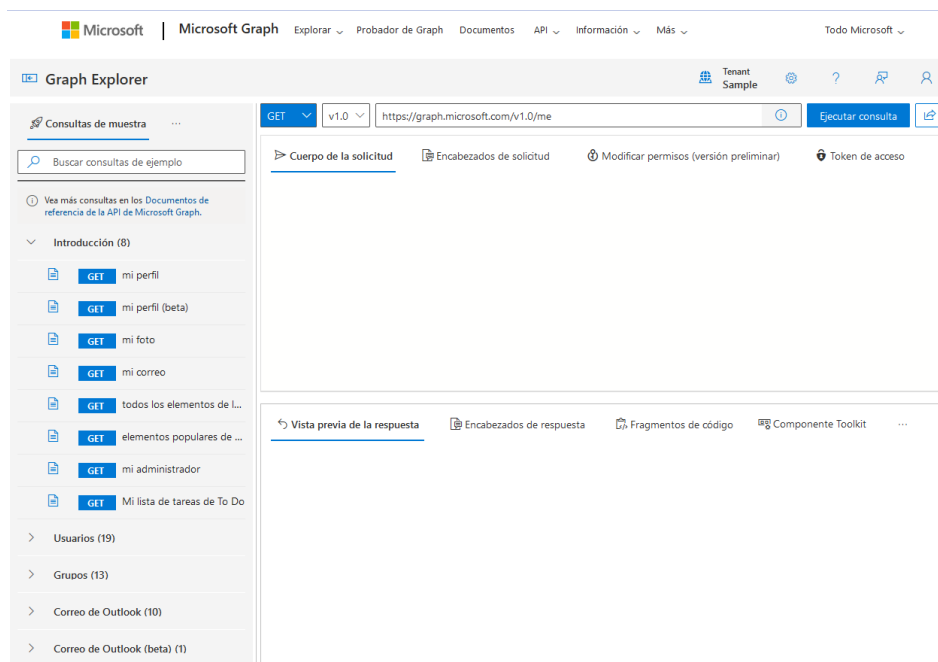 Microsoft
Microsoft Graph
Explorar
Probador de Graph
Documentos
API
Información
Más
Todo Microsoft
Graph Explorer
Tenant
Sample
Consultas de muestra
...
GET
v1.0
https://graph.microsoft.com/v1.0/me
Ejecutar consulta
Buscar consultas de ejemplo
Cuerpo de la solicitud
Encabezados de solicitud
Modificar permisos (versión preliminar)
Token de acceso
Vea más consultas en los Documentos de
referencia de la API de Microsoft Graph.
Introducción (8)
GET mi perfil
GET mi perfil (beta)
GET mi foto
GET mi correo
GET todos los elementos de l...
GET elementos populares de ...
GET mi administrador
GET Mi lista de tareas de To Do
Usuarios (19)
Grupos (13)
Correo de Outlook (10)
Correo de Outlook (beta) (1)
Vista previa de la respuesta
Encabezados de respuesta
Fragmentos de código
Componente Toolkit
...